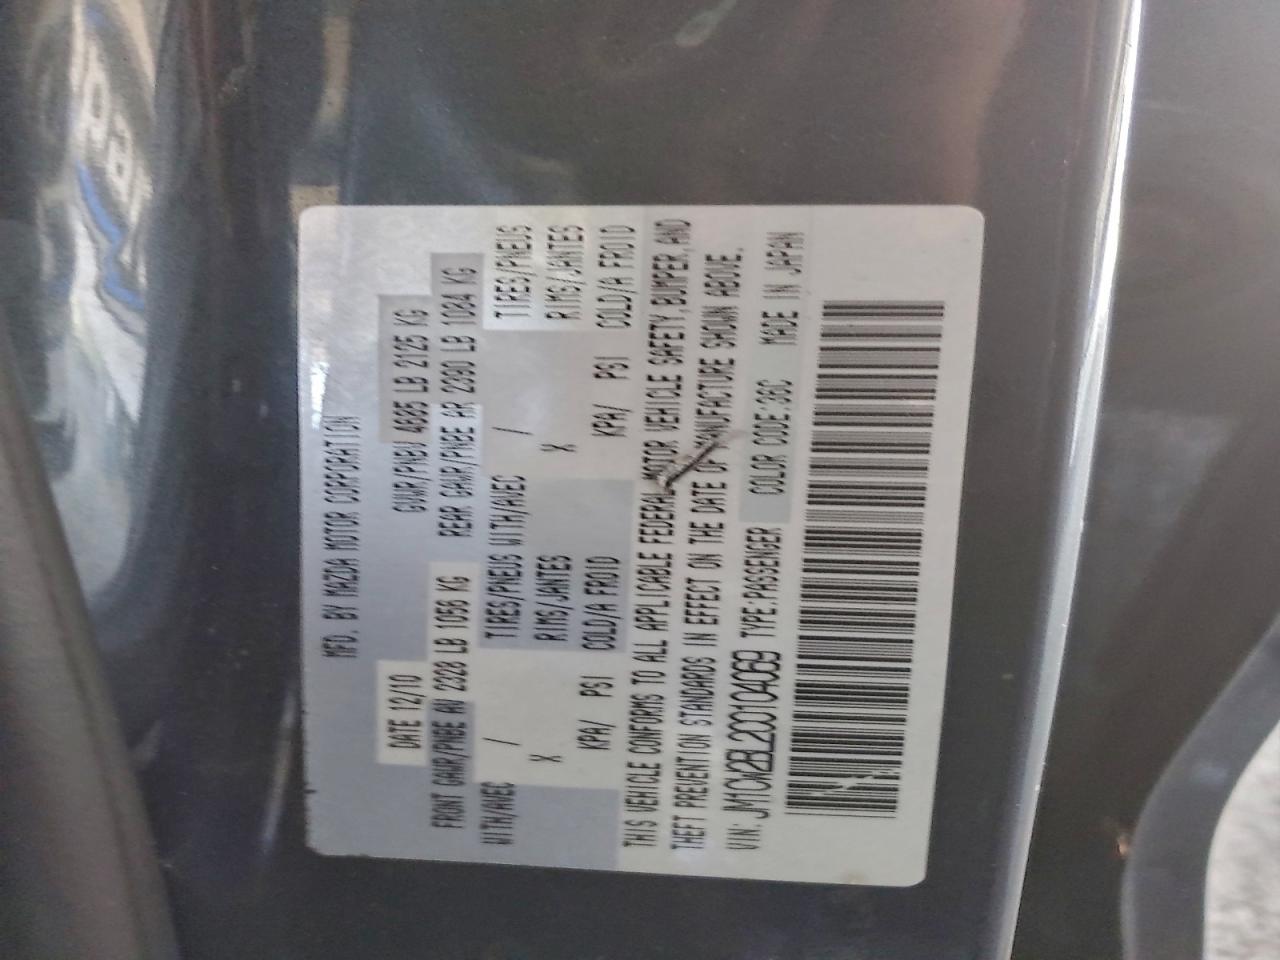 MFD. BY MAZDA MOTOR CORPORATION
DATE 12/10 GVWR/PNBV 4685 LB 2125 KG
FRONT GAWR/PNBE AV 2328 LB 1056 KG REAR GAWR/PNBE AR 2390 LB 1084 KG
WITH/AVEC / TIRES/PNEUS WITH/AVEC / TIRES/PNEUS
X RIMS/JANTES X RIMS/JANTES
KPA/ PSI COLD/A FROID KPA/ PSI COLD/A FROID
THIS VEHICLE CONFORMS TO ALL APPLICABLE FEDERAL MOTOR VEHICLE SAFETY,BUMPER,AND
THEFT PREVENTION STANDARDS IN EFFECT ON THE DATE OF MANUFACTURE SHOWN ABOVE.
VIN: JM1CW2BL2C0104069 TYPE:PASSENGER COLOR CODE:38C MADE IN JAPAN